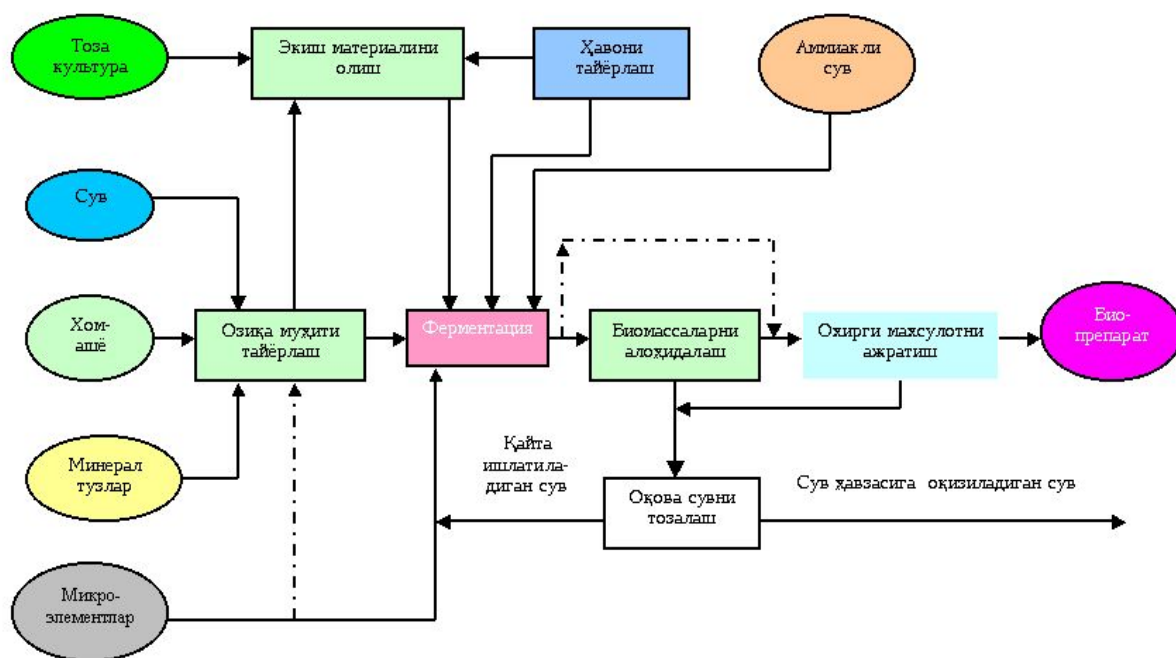 Тоза
культура
Экиш материалини
олиш
Ҳавони
тайёрлаш
Аммиакли
сув
Сув
Хом-
ашё
Озиқа муҳити
тайёрлаш
Ферментация
Биомассаларни
алоҳидалаш
Охирги махсулотни
ажратиш
Био-
препарат
Минерал
тузлар
Қайта
ишлатила-
диган сув
Оқова сувни
тозалаш
Сув ҳавзасига оқизиладиган сув
Микро-
элементлар